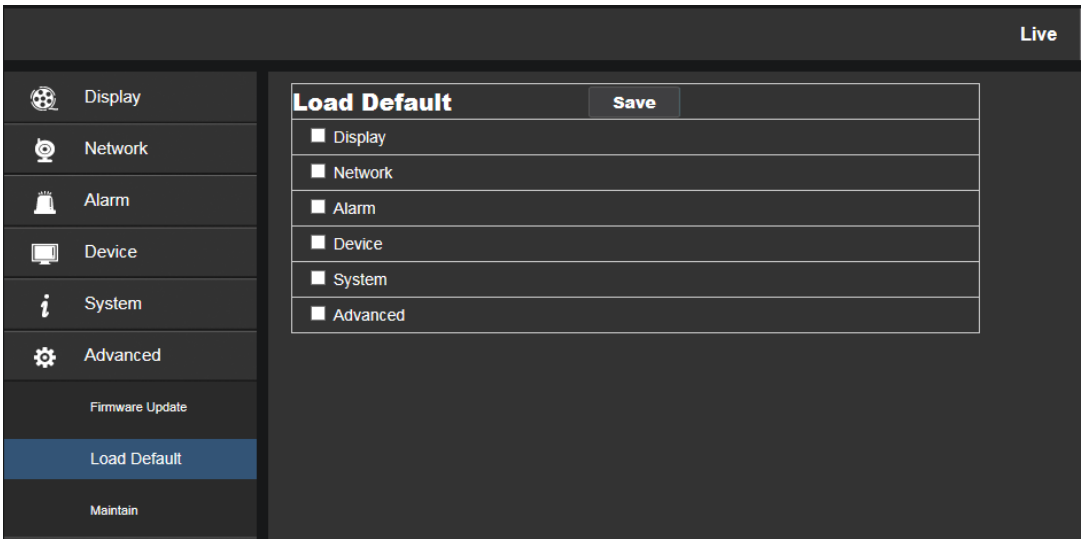 Live
Display
Network
Alarm
Device
System
Advanced
Firmware Update
Load Default
Maintain
Load Default Save
Display
Network
Alarm
Device
System
Advanced